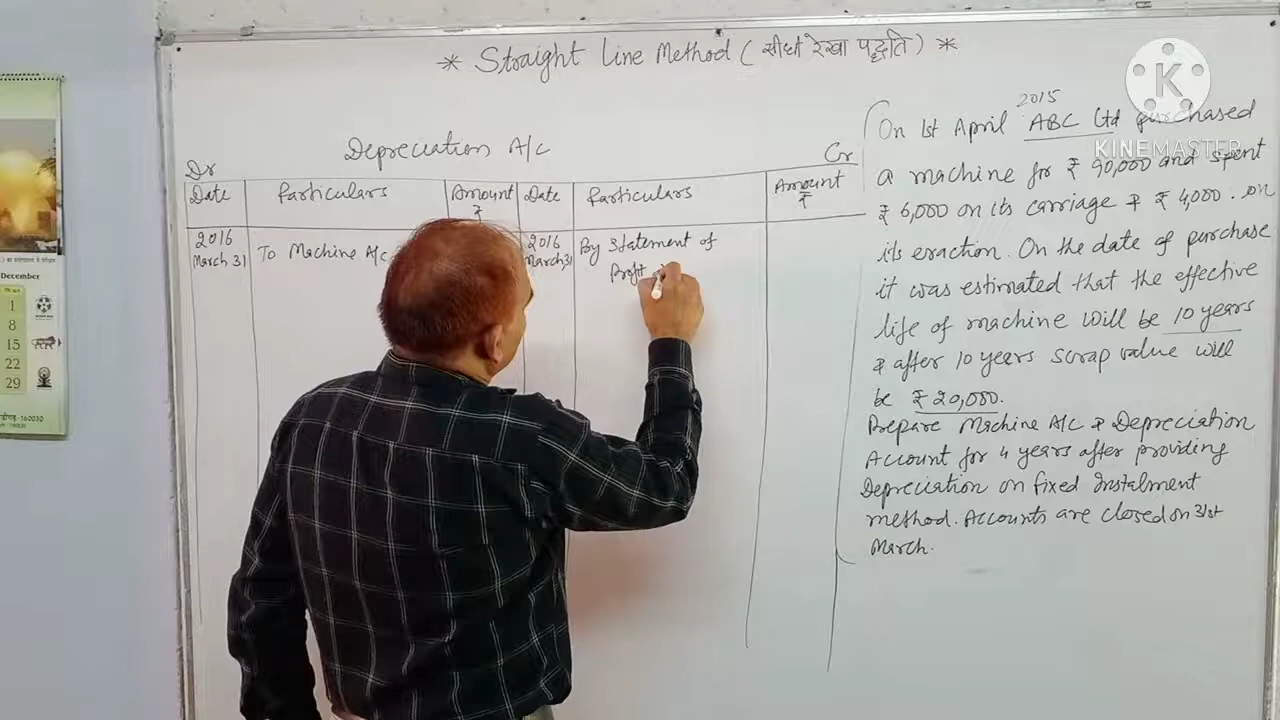 * Straight Line Method ( सीधी रेखा पद्धति ) *
Depreciation A/c
Dr
Cr
Date
Particulars
Amount
₹
Date
Particulars
Amount
₹
2016
March 31
To Machine A/c
2016
March 31
By Statement of
Profit
2015
On 1st April ABC Ltd purchased
a machine for ₹ 90,000 and spent
₹ 6,000 on its carriage & ₹ 4,000. on
its eraction. On the date of purchase
it was estimated that the effective
life of machine will be 10 years
& after 10 years scrap value will
be ₹ 20,000.
Prepare Machine A/c & Depreciation
Account for 4 years after providing
Depreciation on fixed Instalment
method. Accounts are closed on 31st
March.
K
KINEMASTER
December
1
8
15
22
29
-160030